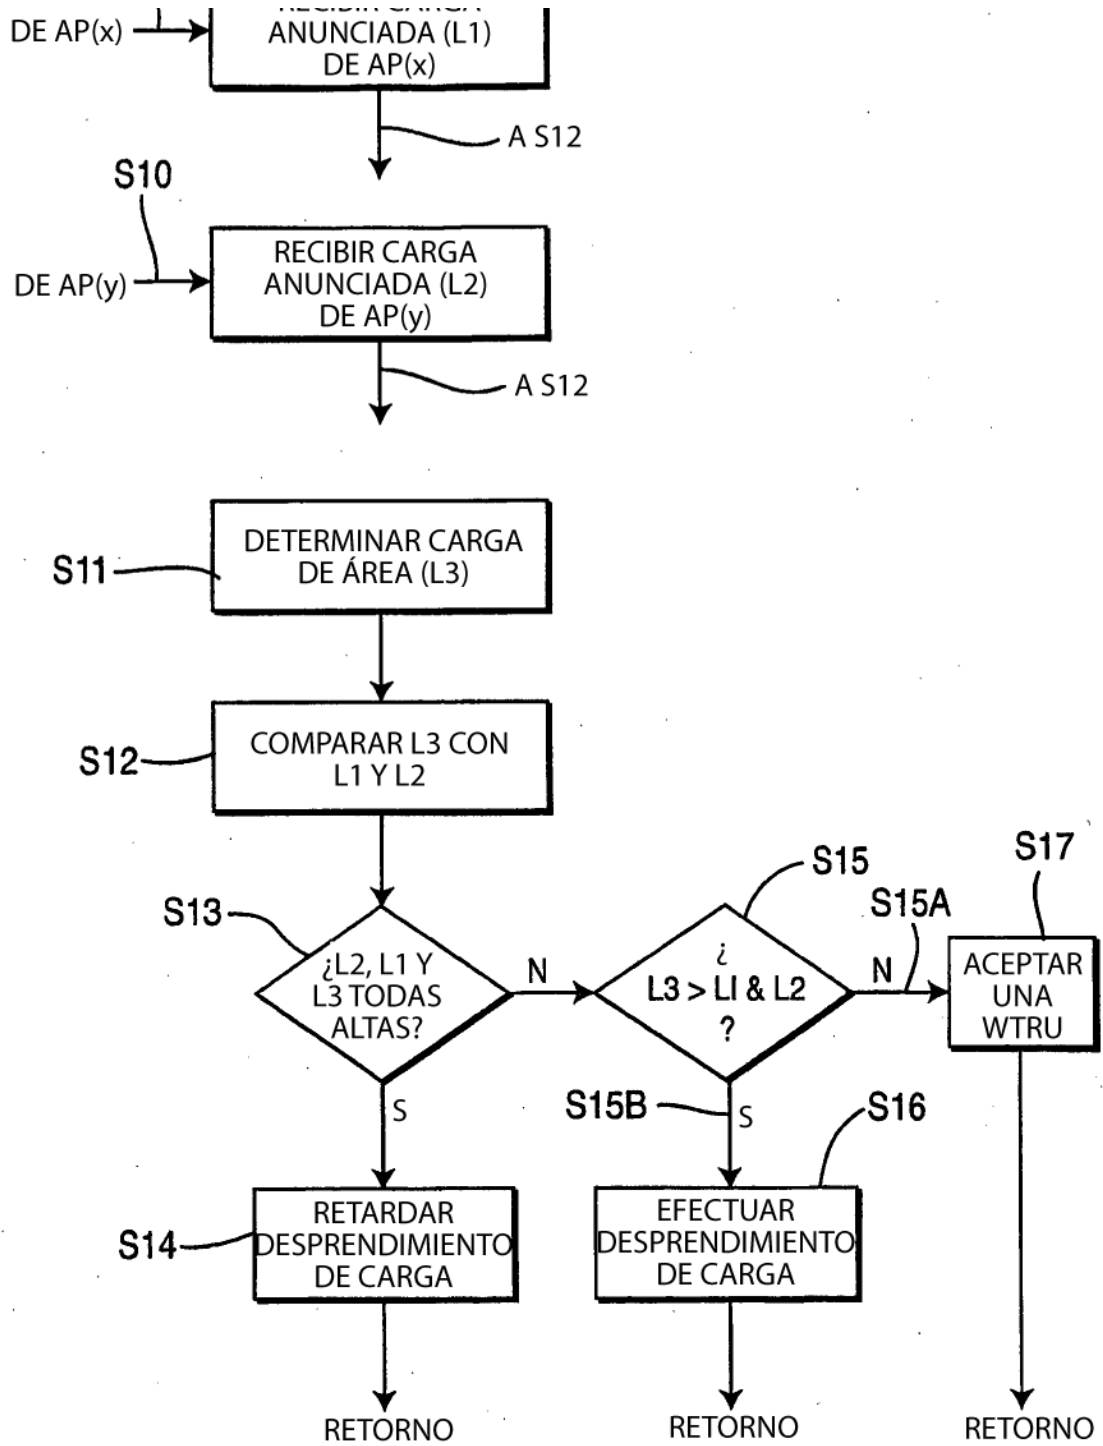 RECIBIR CARGA
DE AP(x)
ANUNCIADA (L1)
DE AP(x)
A S12
S10
RECIBIR CARGA
DE AP(y)
ANUNCIADA (L2)
DE AP(y)
A S12
S11
DETERMINAR CARGA
DE ÁREA (L3)
S12
COMPARAR L3 CON
L1 Y L2
S13
¿L2, L1 Y
L3 TODAS
ALTAS?
N
S
S15
¿
L3 > LI & L2
?
S15A
N
S17
ACEPTAR
UNA
WTRU
S15B
S
S16
S14
RETARDAR
DESPRENDIMIENTO
DE CARGA
EFECTUAR
DESPRENDIMIENTO
DE CARGA
RETORNO
RETORNO
RETORNO